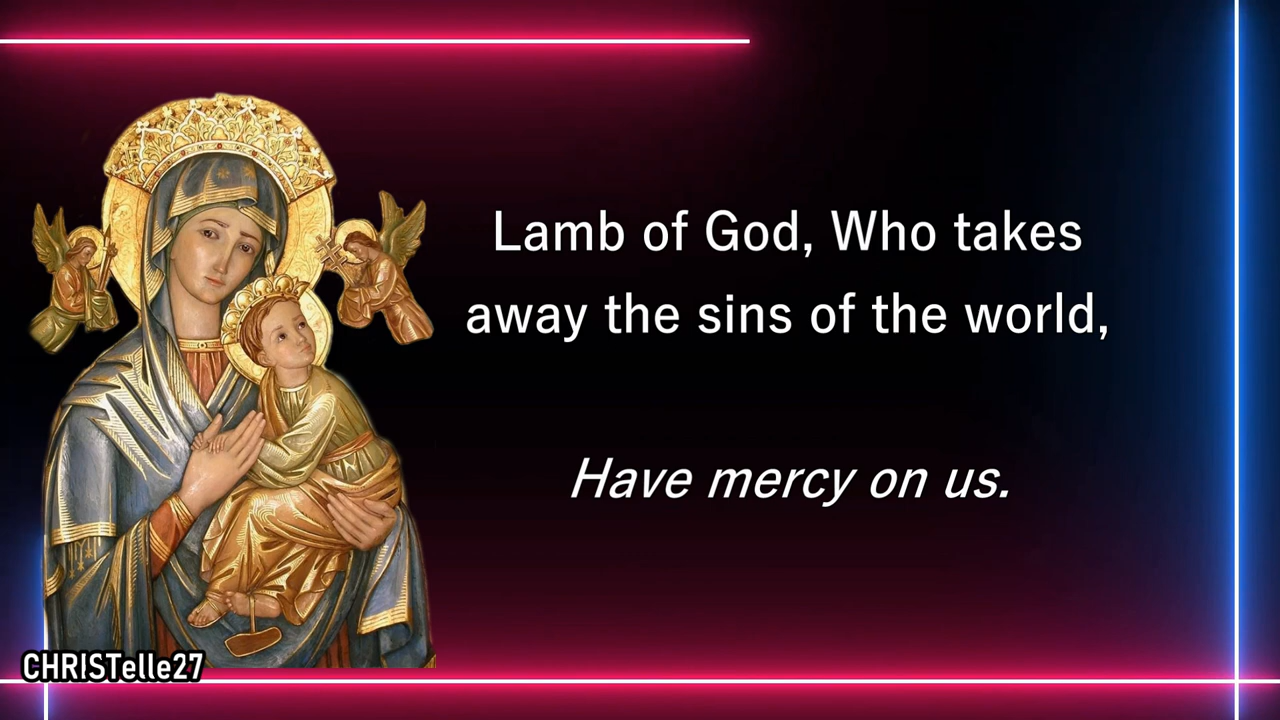 Lamb of God, Who takes
away the sins of the world,
Have mercy on us.
CHRISTelle27